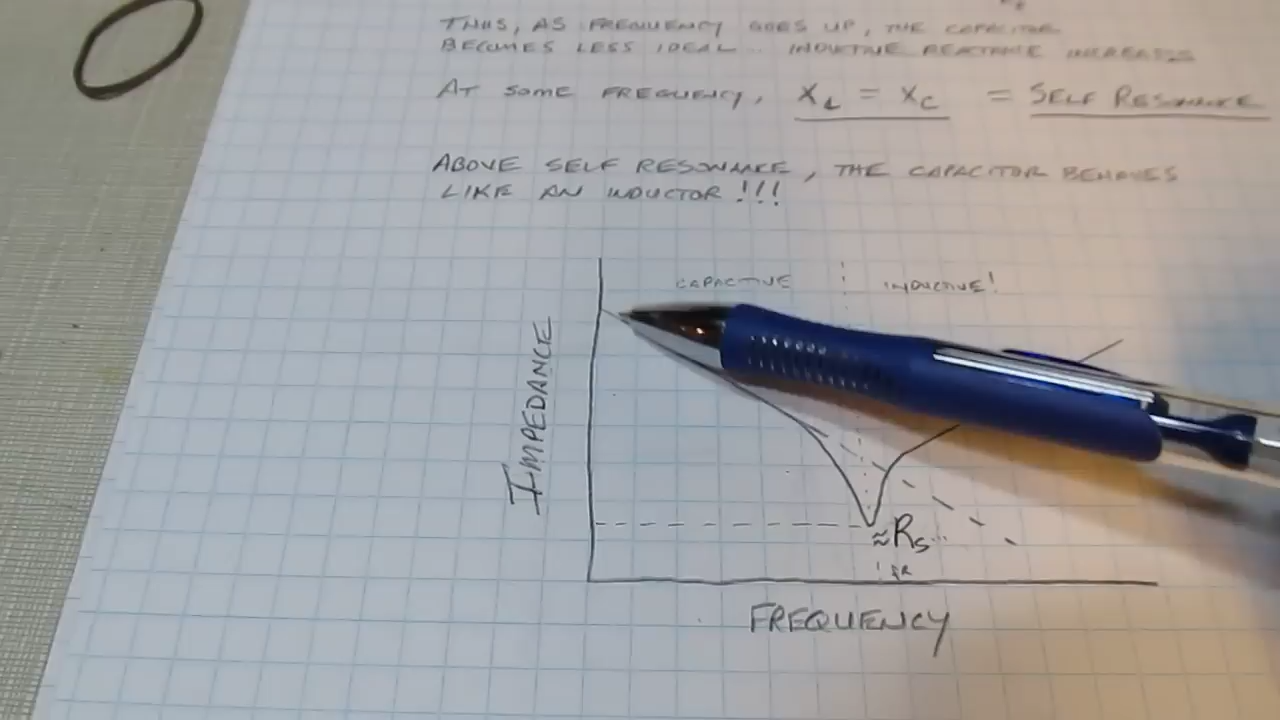 THUS, AS FREQUENCY GOES UP, THE CAPACITOR
BECOMES LESS IDEAL .. INDUCTIVE REACTANCE INCREASES
AT SOME FREQUENCY, XL = XC = SELF RESONANCE
ABOVE SELF RESONANCE, THE CAPACITOR BEHAVES
LIKE AN INDUCTOR!!!
CAPACTIVE INDUCTIVE!
IMPEDANCE
≈RS
FREQUENCY